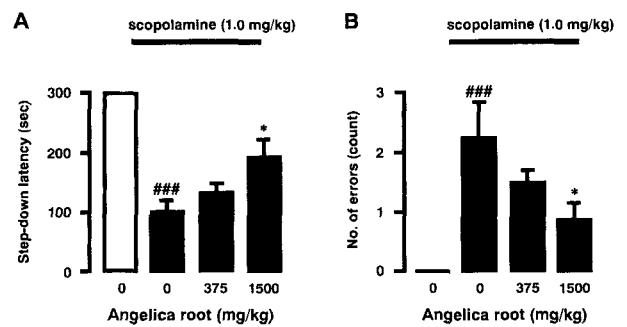 A
scopolamine (1.0 mg/kg)
Step-down latency (sec)
300
200
100
0
###
*
0 0 375 1500
Angelica root (mg/kg)
B
scopolamine (1.0 mg/kg)
No. of errors (count)
3
2
1
0
###
*
0 0 375 1500
Angelica root (mg/kg)